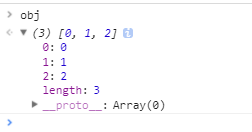 obj
(3) [0, 1, 2] i
0: 0
1: 1
2: 2
length: 3
__proto__: Array(0)